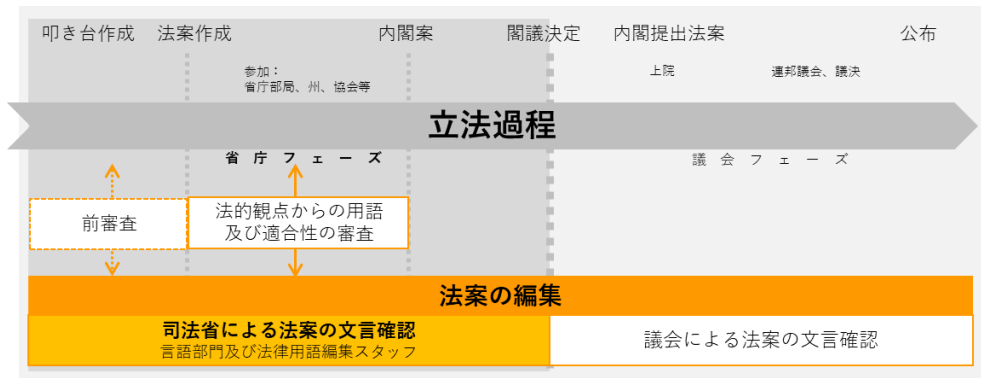 叩き台作成 法案作成 内閣案 閣議決定 内閣提出法案 公布
参加：
省庁部局、州、協会等
上院 連邦議会、議決
立法過程
省庁フェーズ 議会フェーズ
前審査
法的観点からの用語
及び適合性の審査
法案の編集
司法省による法案の文言確認
言語部門及び法律用語編集スタッフ
議会による法案の文言確認